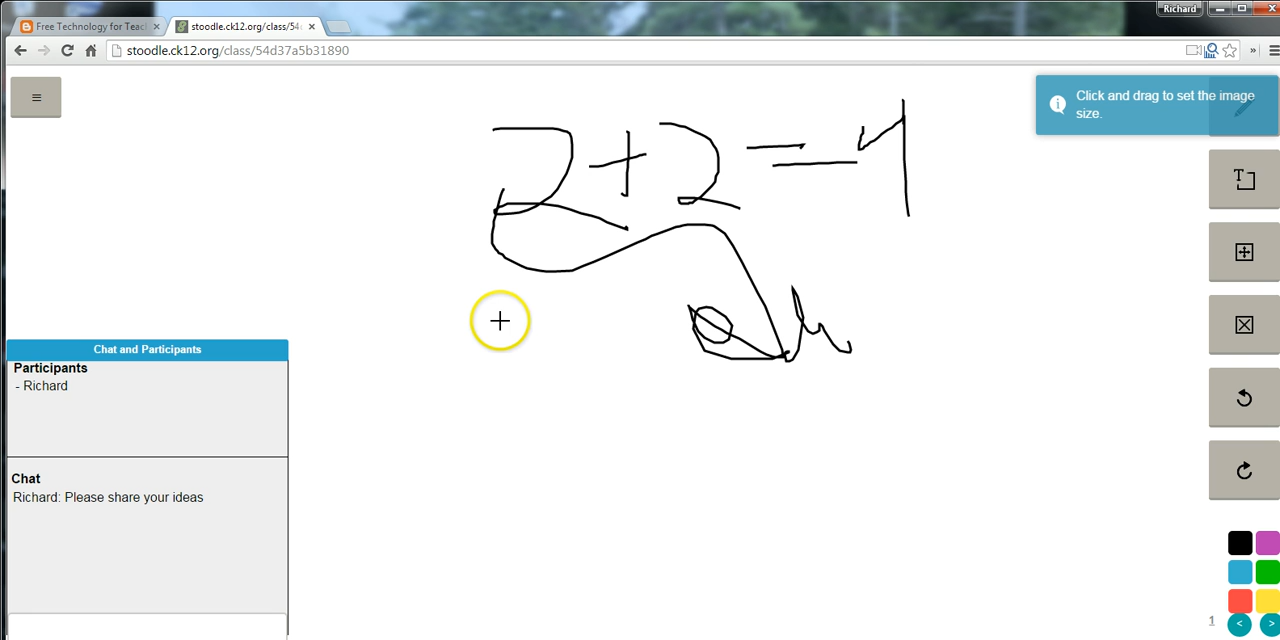 Richard
Free Technology for Teach
stoodle.ck12.org/class/54
stoodle.ck12.org/class/54d37a5b31890
Click and drag to set the image
size.
2+2=4
T
Chat and Participants
Participants
- Richard
Chat
Richard: Please share your ideas
1